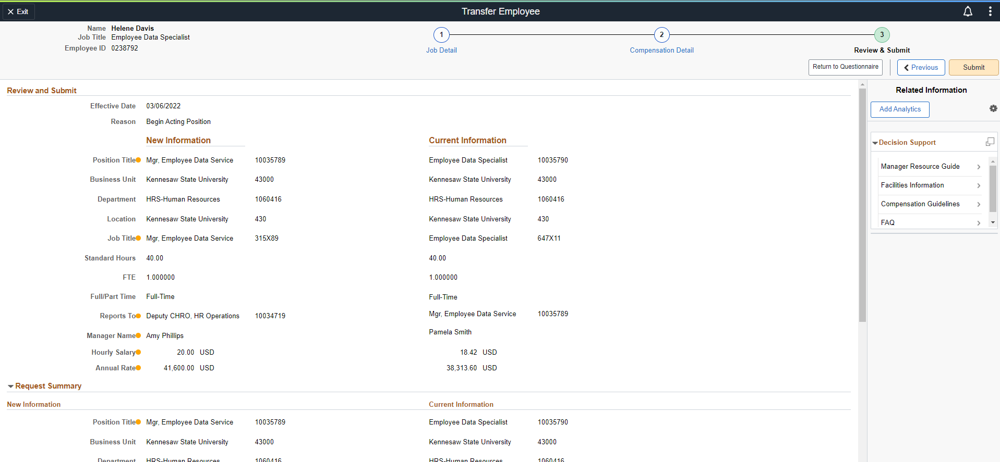 Exit
Transfer Employee
Name Helene Davis
Job Title Employee Data Specialist
Employee ID 0238792
1 2 3
Job Detail Compensation Detail Review & Submit
Return to Questionnaire Previous Submit
Review and Submit
Effective Date 03/06/2022
Reason Begin Acting Position
New Information Current Information
Position Title Mgr, Employee Data Service 10035789 Employee Data Specialist 10035790
Business Unit Kennesaw State University 43000 Kennesaw State University 43000
Department HRS-Human Resources 1060416 HRS-Human Resources 1060416
Location Kennesaw State University 430 Kennesaw State University 430
Job Title Mgr, Employee Data Service 315X89 Employee Data Specialist 647X11
Standard Hours 40.00 40.00
FTE 1.000000 1.000000
Full/Part Time Full-Time Full-Time
Reports To Deputy CHRO, HR Operations 10034719 Mgr, Employee Data Service 10035789
Manager Name Amy Phillips Pamela Smith
Hourly Salary 20.00 USD 18.42 USD
Annual Rate 41,600.00 USD 38,313.60 USD
Request Summary
New Information Current Information
Position Title Mgr, Employee Data Service 10035789 Employee Data Specialist 10035790
Business Unit Kennesaw State University 43000 Kennesaw State University 43000
Department HRS-Human Resources 1060416 HRS-Human Resources 1060416
Related Information
Add Analytics
Decision Support
Manager Resource Guide
Facilities Information
Compensation Guidelines
FAQ